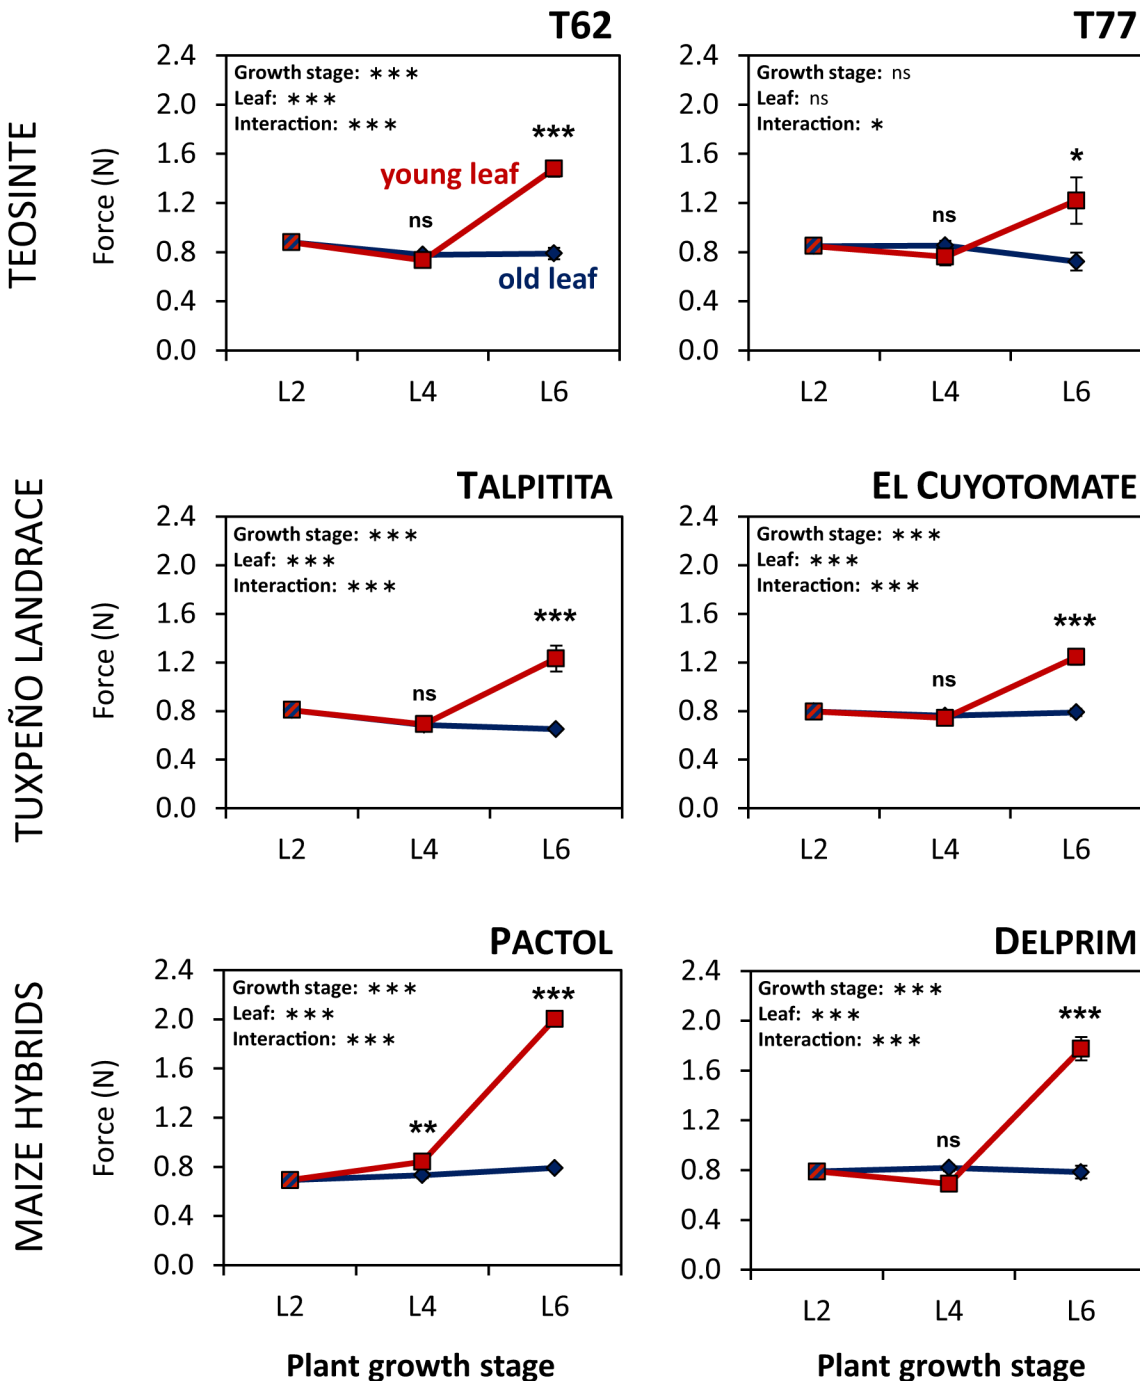 TEOSINTE
T62
Force (N)
2.4
2.0
1.6
1.2
0.8
0.4
0.0
Growth stage: ∗∗∗
Leaf: ∗∗∗
Interaction: ∗∗∗
***
young leaf
ns
old leaf
L2 L4 L6
T77
2.4
2.0
1.6
1.2
0.8
0.4
0.0
Growth stage: ns
Leaf: ns
Interaction: ∗
*
ns
L2 L4 L6
TUXPEÑO LANDRACE
TALPITITA
Force (N)
2.4
2.0
1.6
1.2
0.8
0.4
0.0
Growth stage: ∗∗∗
Leaf: ∗∗∗
Interaction: ∗∗∗
***
ns
L2 L4 L6
EL CUYOTOMATE
2.4
2.0
1.6
1.2
0.8
0.4
0.0
Growth stage: ∗∗∗
Leaf: ∗∗∗
Interaction: ∗∗∗
***
ns
L2 L4 L6
MAIZE HYBRIDS
PACTOL
Force (N)
2.4
2.0
1.6
1.2
0.8
0.4
0.0
Growth stage: ∗∗∗
Leaf: ∗∗∗
Interaction: ∗∗∗
***
**
L2 L4 L6
Plant growth stage
DELPRIM
2.4
2.0
1.6
1.2
0.8
0.4
0.0
Growth stage: ∗∗∗
Leaf: ∗∗∗
Interaction: ∗∗∗
***
ns
L2 L4 L6
Plant growth stage